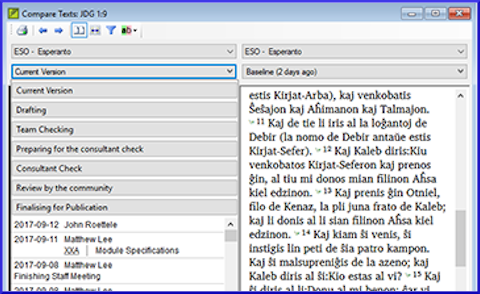 Compare Texts: JDG 1:9
ab
ESO - Esperanto
ESO - Esperanto
Current Version
Baseline (2 days ago)
Current Version
Drafting
Team Checking
Preparing for the consultant check
Consultant Check
Review by the community
Finalising for Publication
2017-09-12 John Roettele
2017-09-11 Matthew Lee
XXA Module Specifications
2017-09-08 Matthew Lee
Finishing Staff Meeting
2017-09-08 Matthew Lee
estis Kirjat-Arba), kaj venkobatis
Ŝeŝajon kaj Aĥimanon kaj Talmajon.
11 Kaj de tie li iris al la loĝantoj de
Debir (la nomo de Debir antaŭe estis
Kirjat-Sefer). 12 Kaj Kaleb diris:Kiu
venkobatos Kirjat-Seferon kaj prenos
ĝin, al tiu mi donos mian filinon Aĥsa
kiel edzinon. 13 Kaj prenis ĝin Otniel,
filo de Kenaz, la pli juna frato de Kaleb;
kaj li donis al li sian filinon Aĥsa kiel
edzinon. 14 Kaj kiam ŝi venis, ŝi
instigis lin peti de ŝia patro kampon.
Kaj ŝi malsupreniĝis de la azeno; kaj
Kaleb diris al ŝi:Kio estas al vi? 15 Kaj
ŝi diris al li:Donu al mi benon; ĉar vi